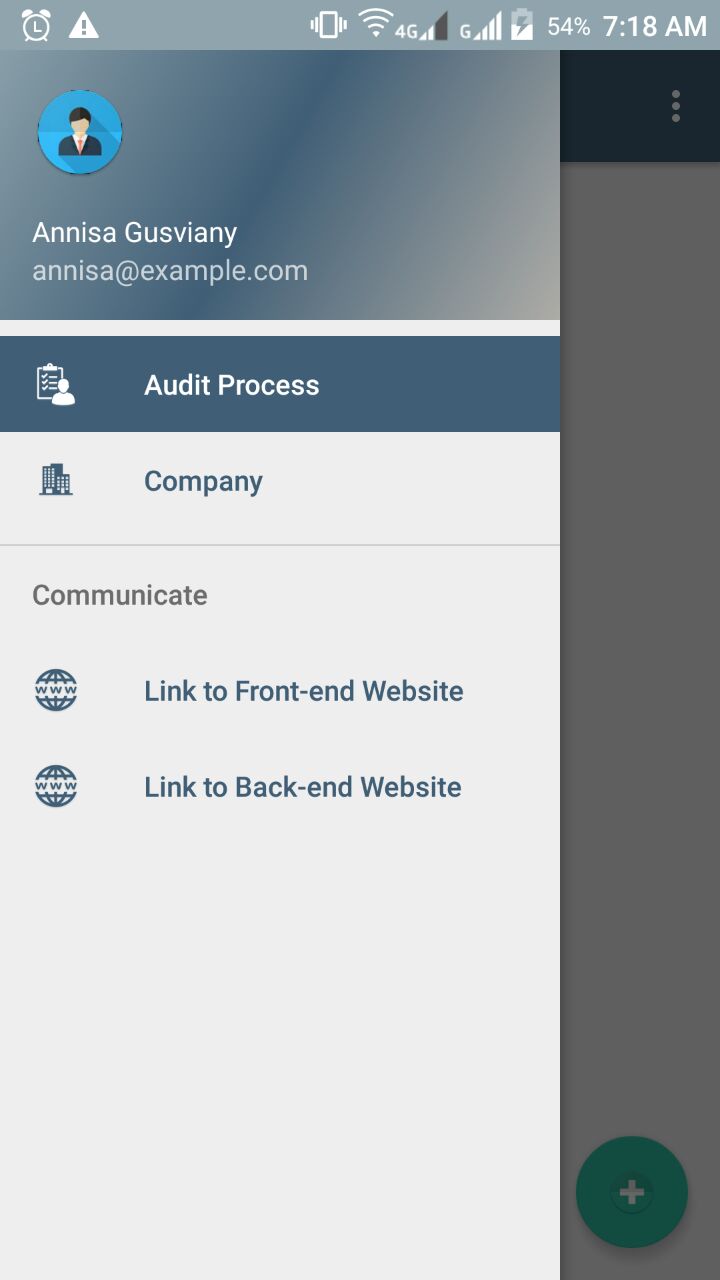 4G G 54% 7:18 AM
Annisa Gusviany
annisa@example.com
Audit Process
Company
Communicate
www Link to Front-end Website
www Link to Back-end Website